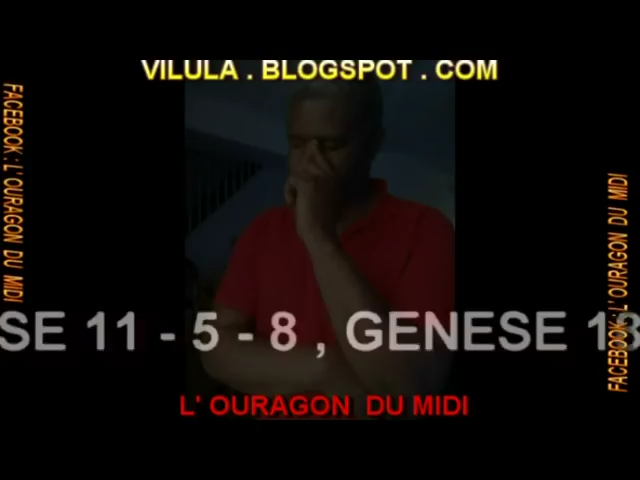 VILULA . BLOGSPOT . COM
FACEBOOK : L' OURAGON DU MIDI
FACEBOOK : L' OURAGON DU MIDI
SE 11 - 5 - 8 , GENESE 13
L' OURAGON DU MIDI